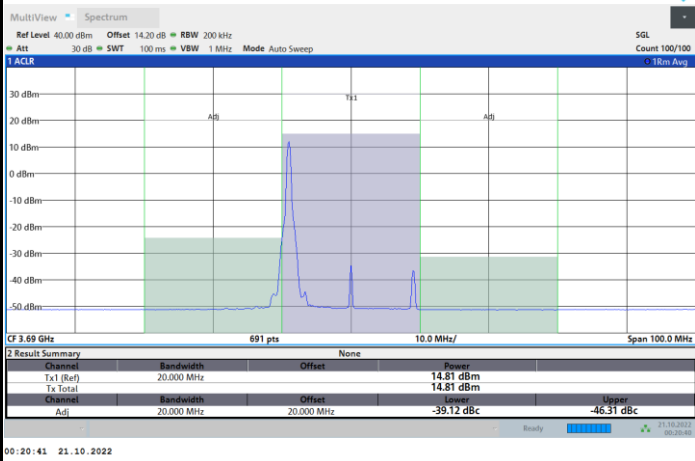 MultiView Spectrum
Ref Level 40.00 dBm Offset 14.20 dB RBW 200 kHz SGL
Att 30 dB SWT 100 ms VBW 1 MHz Mode Auto Sweep Count 100/100
1 ACLR 1Rm Avg
30 dBm
Tx1
20 dBm
Adj Adj
10 dBm
0 dBm
-10 dBm
-20 dBm
-30 dBm
-40 dBm
-50 dBm
CF 3.69 GHz 691 pts 10.0 MHz/ Span 100.0 MHz
2 Result Summary None
Channel Bandwidth Offset Power
Tx1 (Ref) 20.000 MHz 14.81 dBm
Tx Total 14.81 dBm
Channel Bandwidth Offset Lower Upper
Adj 20.000 MHz 20.000 MHz -39.12 dBc -46.31 dBc
Ready 21.10.2022
00:20:40
00:20:41 21.10.2022